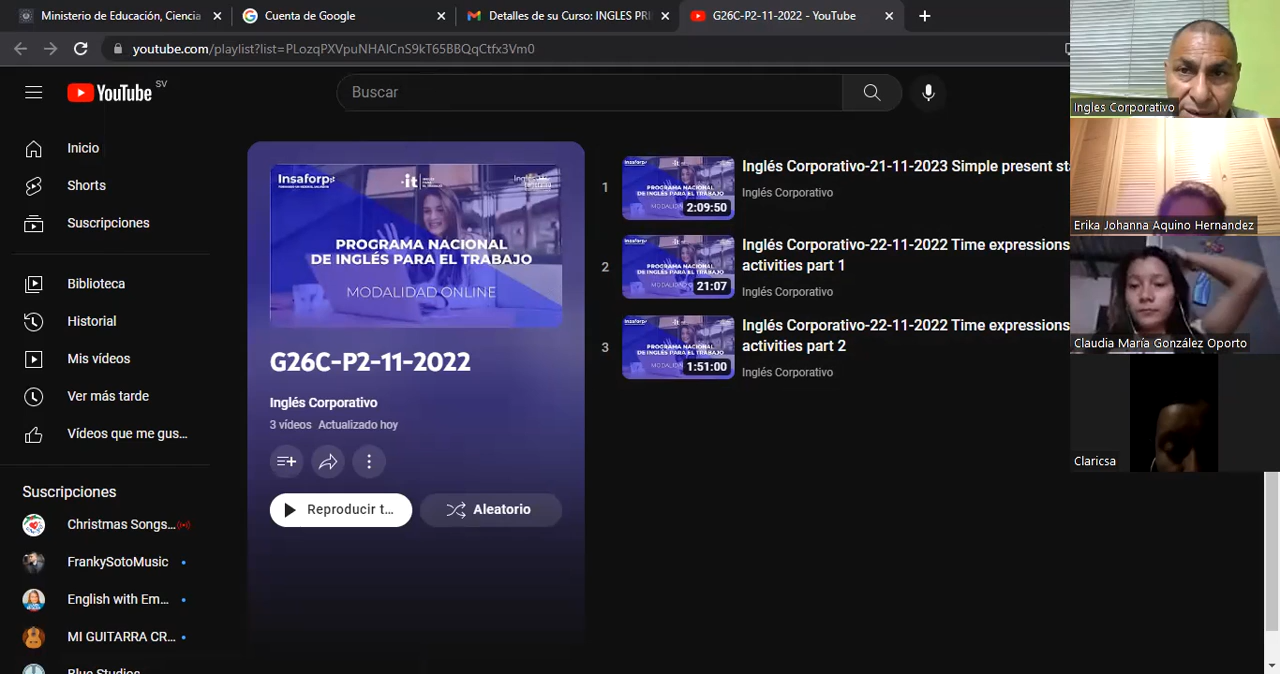 Ministerio de Educación, Ciencia
Cuenta de Google
Detalles de su Curso: INGLES PRI
G26C-P2-11-2022 - YouTube
youtube.com/playlist?list=PLozqPXVpuNHAICnS9kT65BBQqCtfx3Vm0
YouTube SV
Buscar
Inicio
Shorts
Suscripciones
Biblioteca
Historial
Mis vídeos
Ver más tarde
Vídeos que me gus...
Suscripciones
Christmas Songs...
FrankySotoMusic
English with Em...
MI GUITARRA CR...
Blue Studios
Insaforp
it
PROGRAMA NACIONAL
DE INGLÉS PARA EL TRABAJO
MODALIDAD ONLINE
G26C-P2-11-2022
Inglés Corporativo
3 vídeos Actualizado hoy
Reproducir t...
Aleatorio
1
2:09:50
Inglés Corporativo-21-11-2023 Simple present st
Inglés Corporativo
2
21:07
Inglés Corporativo-22-11-2022 Time expressions
activities part 1
Inglés Corporativo
3
1:51:00
Inglés Corporativo-22-11-2022 Time expressions
activities part 2
Inglés Corporativo
Ingles Corporativo
Erika Johanna Aquino Hernandez
Claudia María González Oporto
Claricsa